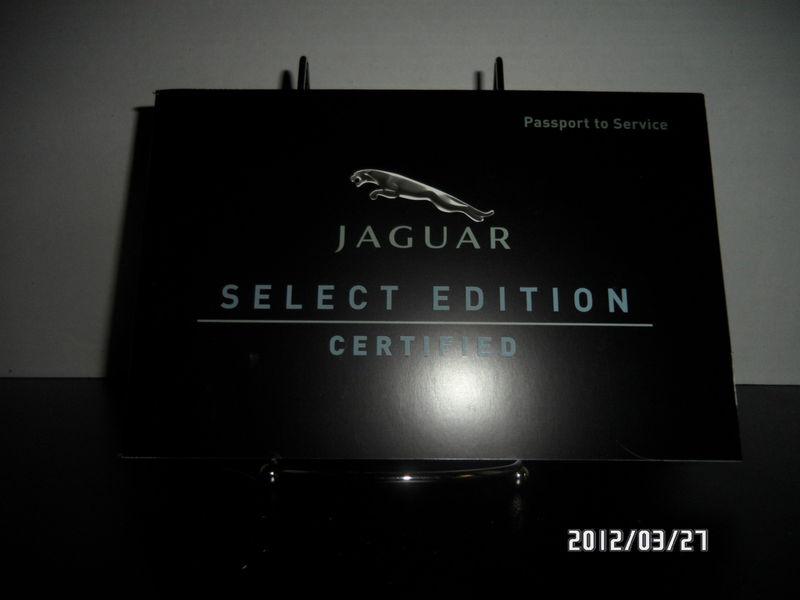 Passport to Service
JAGUAR
SELECT EDITION
CERTIFIED
2012/03/27